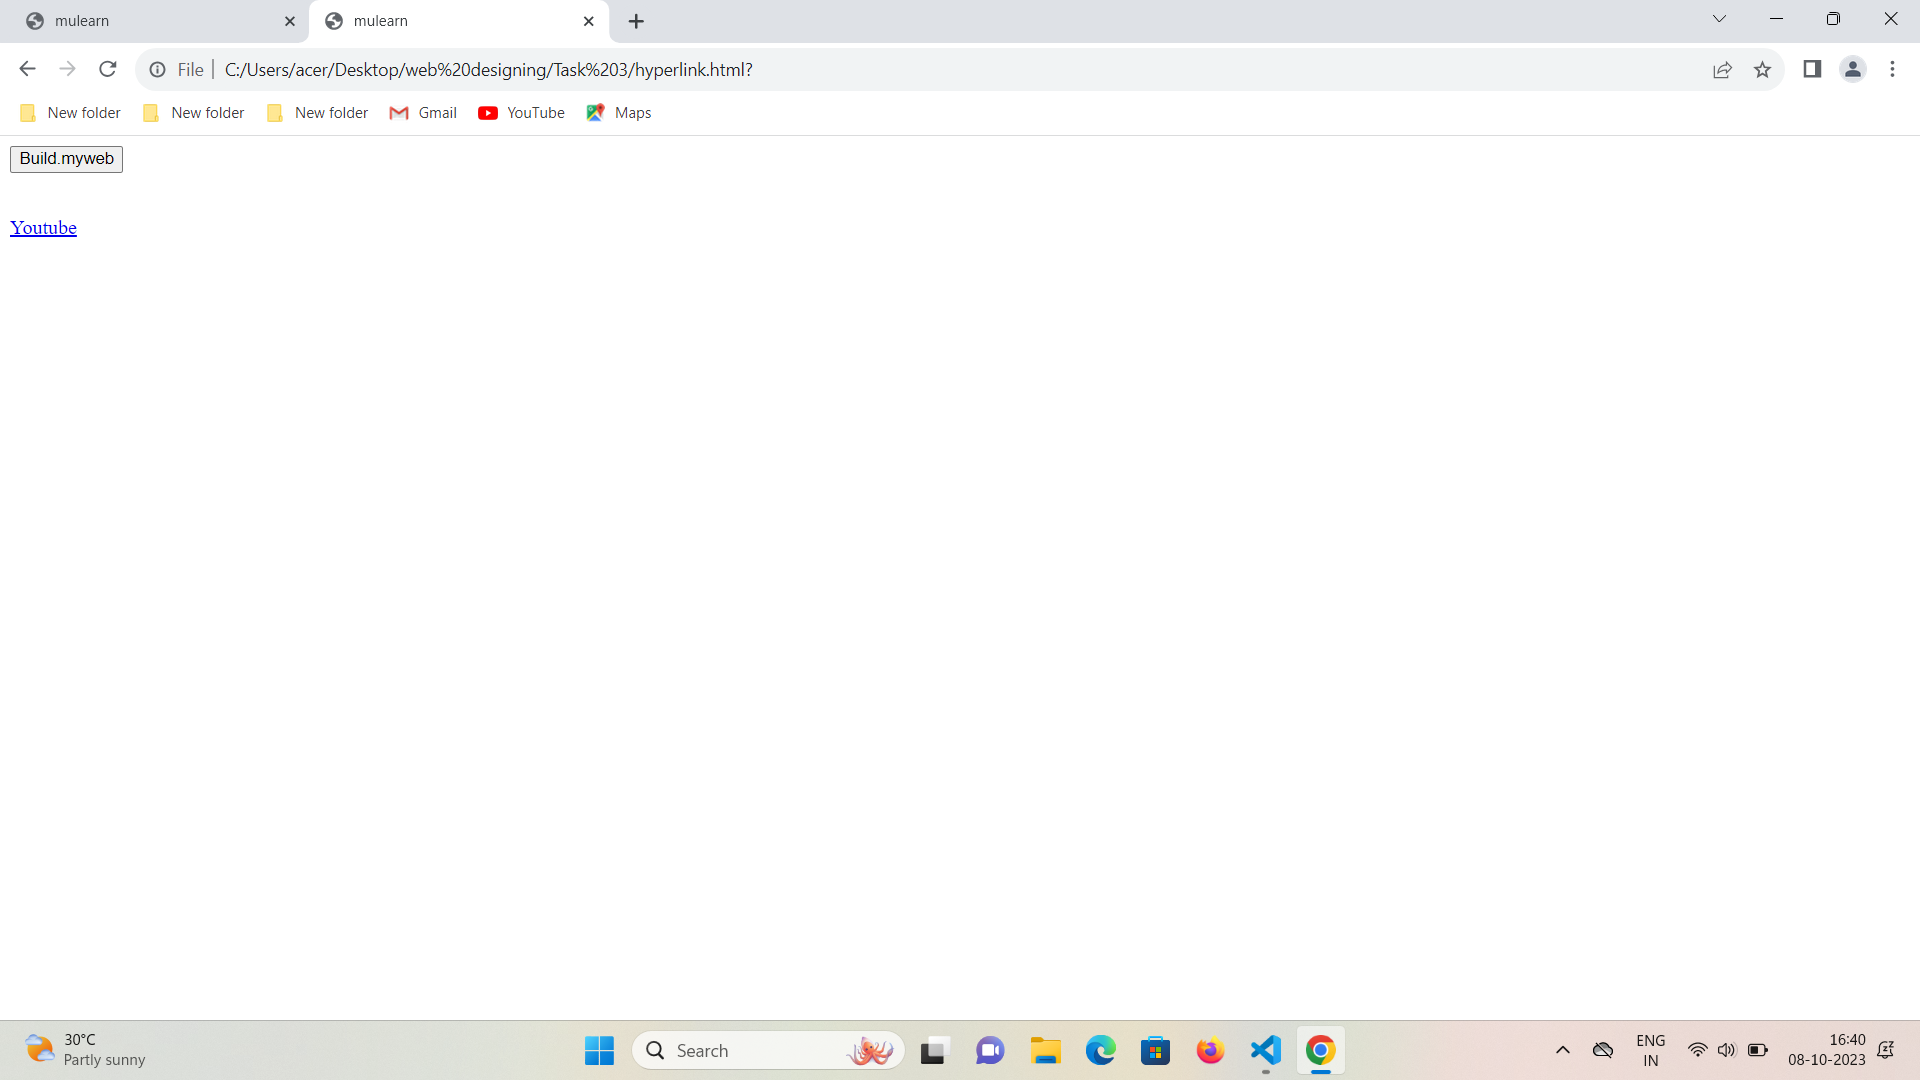 mulearn
mulearn
File C:/Users/acer/Desktop/web%20designing/Task%203/hyperlink.html?
New folder New folder New folder Gmail YouTube Maps
Build.myweb
Youtube
30°C
Partly sunny
Search
ENG
IN
16:40
08-10-2023